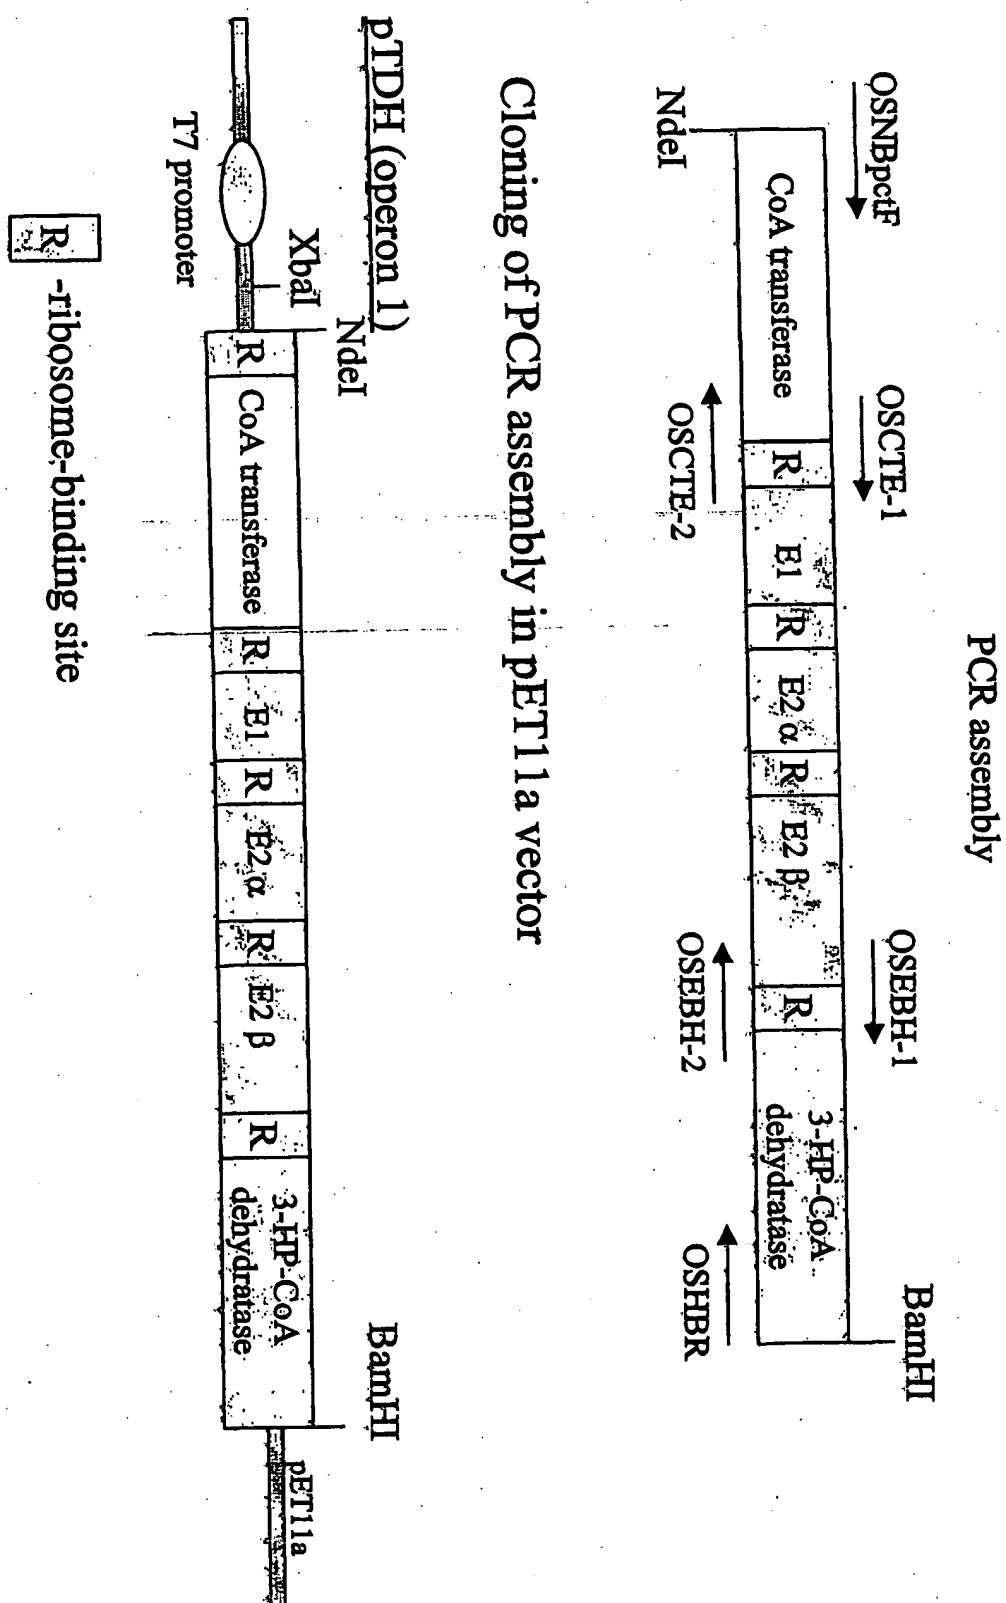 PCR assembly
OSNBpctF
OSCTE-1
OSEBH-1
BamHI
CoA transferase
R
E1
R
E2 α
R
E2 β
R
3-HP-CoA
dehydratase
NdeI
OSCTE-2
OSEBH-2
OSHBR
Cloning of PCR assembly in pET11a vector
pTDH (operon 1)
NdeI
BamHI
XbaI
T7 promoter
R
CoA transferase
R
E1
R
E2 α
R
E2 β
R
3-HP-CoA
dehydratase
pET11a
R -ribosome-binding site